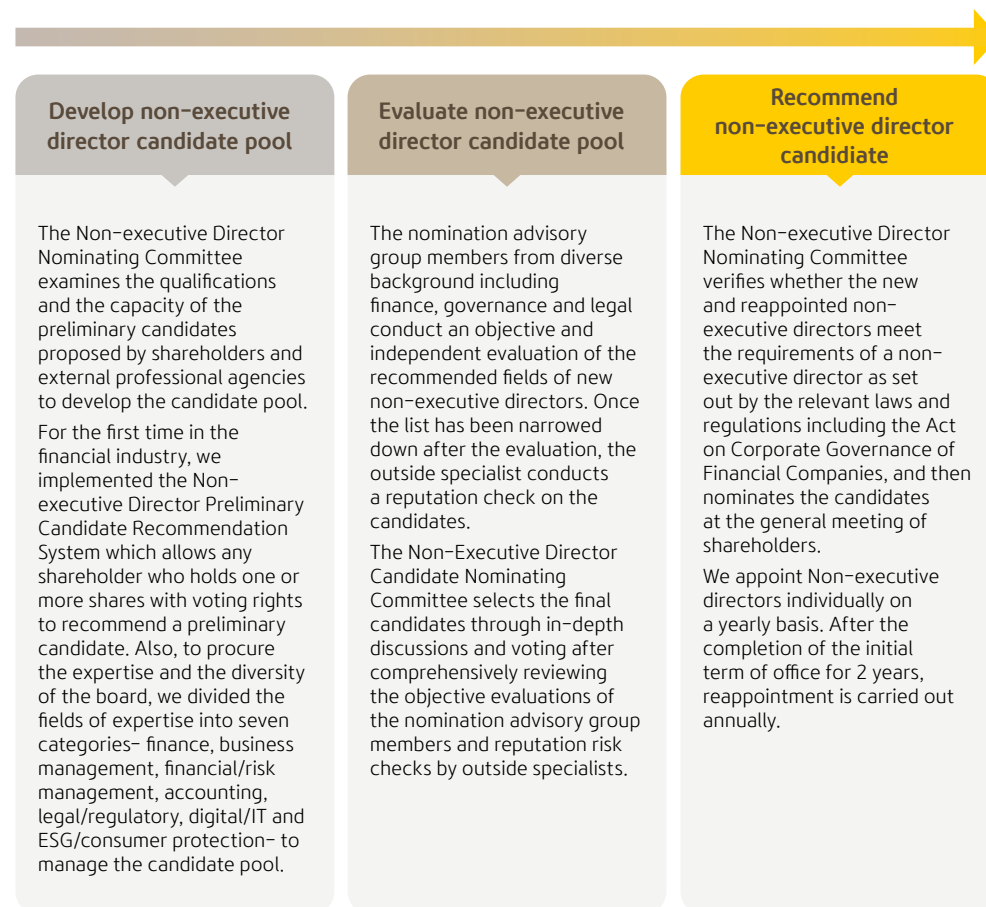 Develop non-executive
director candidate pool
The Non-executive Director
Nominating Committee
examines the qualifications
and the capacity of the
preliminary candidates
proposed by shareholders and
external professional agencies
to develop the candidate pool.
For the first time in the
financial industry, we
implemented the Non-
executive Director Preliminary
Candidate Recommendation
System which allows any
shareholder who holds one or
more shares with voting rights
to recommend a preliminary
candidate. Also, to procure
the expertise and the diversity
of the board, we divided the
fields of expertise into seven
categories- finance, business
management, financial/risk
management, accounting,
legal/regulatory, digital/IT and
ESG/consumer protection- to
manage the candidate pool.
Evaluate non-executive
director candidate pool
The nomination advisory
group members from diverse
background including
finance, governance and legal
conduct an objective and
independent evaluation of the
recommended fields of new
non-executive directors. Once
the list has been narrowed
down after the evaluation, the
outside specialist conducts
a reputation check on the
candidates.
The Non-Executive Director
Candidate Nominating
Committee selects the final
candidates through in-depth
discussions and voting after
comprehensively reviewing
the objective evaluations of
the nomination advisory group
members and reputation risk
checks by outside specialists.
Recommend
non-executive director
candidiate
The Non-executive Director
Nominating Committee
verifies whether the new
and reappointed non-
executive directors meet
the requirements of a non-
executive director as set
out by the relevant laws and
regulations including the Act
on Corporate Governance of
Financial Companies, and then
nominates the candidates
at the general meeting of
shareholders.
We appoint Non-executive
directors individually on
a yearly basis. After the
completion of the initial
term of office for 2 years,
reappointment is carried out
annually.